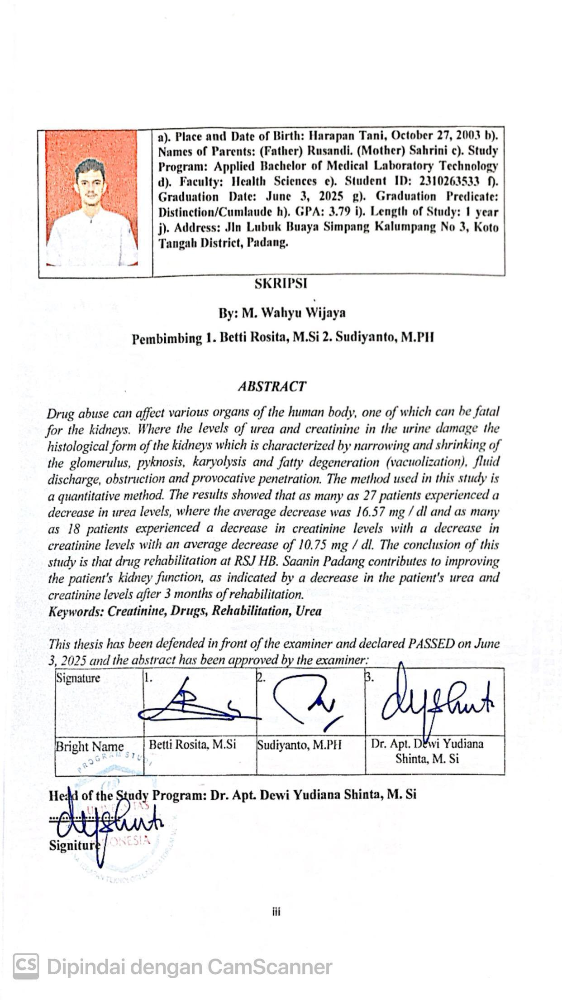 a). Place and Date of Birth: Harapan Tani, October 27, 2003 b).
Names of Parents: (Father) Rusandi. (Mother) Sahrini c). Study
Program: Applied Bachelor of Medical Laboratory Technology
d). Faculty: Health Sciences e). Student ID: 2310263533 f).
Graduation Date: June 3, 2025 g). Graduation Predicate:
Distinction/Cumlaude h). GPA: 3.79 i). Length of Study: 1 year
j). Address: Jln Lubuk Buaya Simpang Kalumpang No 3, Koto
Tangah District, Padang.
SKRIPSI
By: M. Wahyu Wijaya
Pembimbing 1. Betti Rosita, M.Si 2. Sudiyanto, M.PH
ABSTRACT
Drug abuse can affect various organs of the human body, one of which can be fatal
for the kidneys. Where the levels of urea and creatinine in the urine damage the
histological form of the kidneys which is characterized by narrowing and shrinking of
the glomerulus, pyknosis, karyolysis and fatty degeneration (vacuolization), fluid
discharge, obstruction and provocative penetration. The method used in this study is
a quantitative method. The results showed that as many as 27 patients experienced a
decrease in urea levels, where the average decrease was 16.57 mg / dl and as many
as 18 patients experienced a decrease in creatinine levels with a decrease in
creatinine levels with an average decrease of 10.75 mg / dl. The conclusion of this
study is that drug rehabilitation at RSJ HB. Saanin Padang contributes to improving
the patient's kidney function, as indicated by a decrease in the patient's urea and
creatinine levels after 3 months of rehabilitation.
Keywords: Creatinine, Drugs, Rehabilitation, Urea
This thesis has been defended in front of the examiner and declared PASSED on June
3, 2025 and the abstract has been approved by the examiner:
Signature 1. 2. 3.
Bright Name Betti Rosita, M.Si Sudiyanto, M.PH Dr. Apt. Dewi Yudiana
Shinta, M. Si
PROGRAM STUDI
Head of the Study Program: Dr. Apt. Dewi Yudiana Shinta, M. Si
UNIVERSITAS
Signiture
iii
CS Dipindai dengan CamScanner